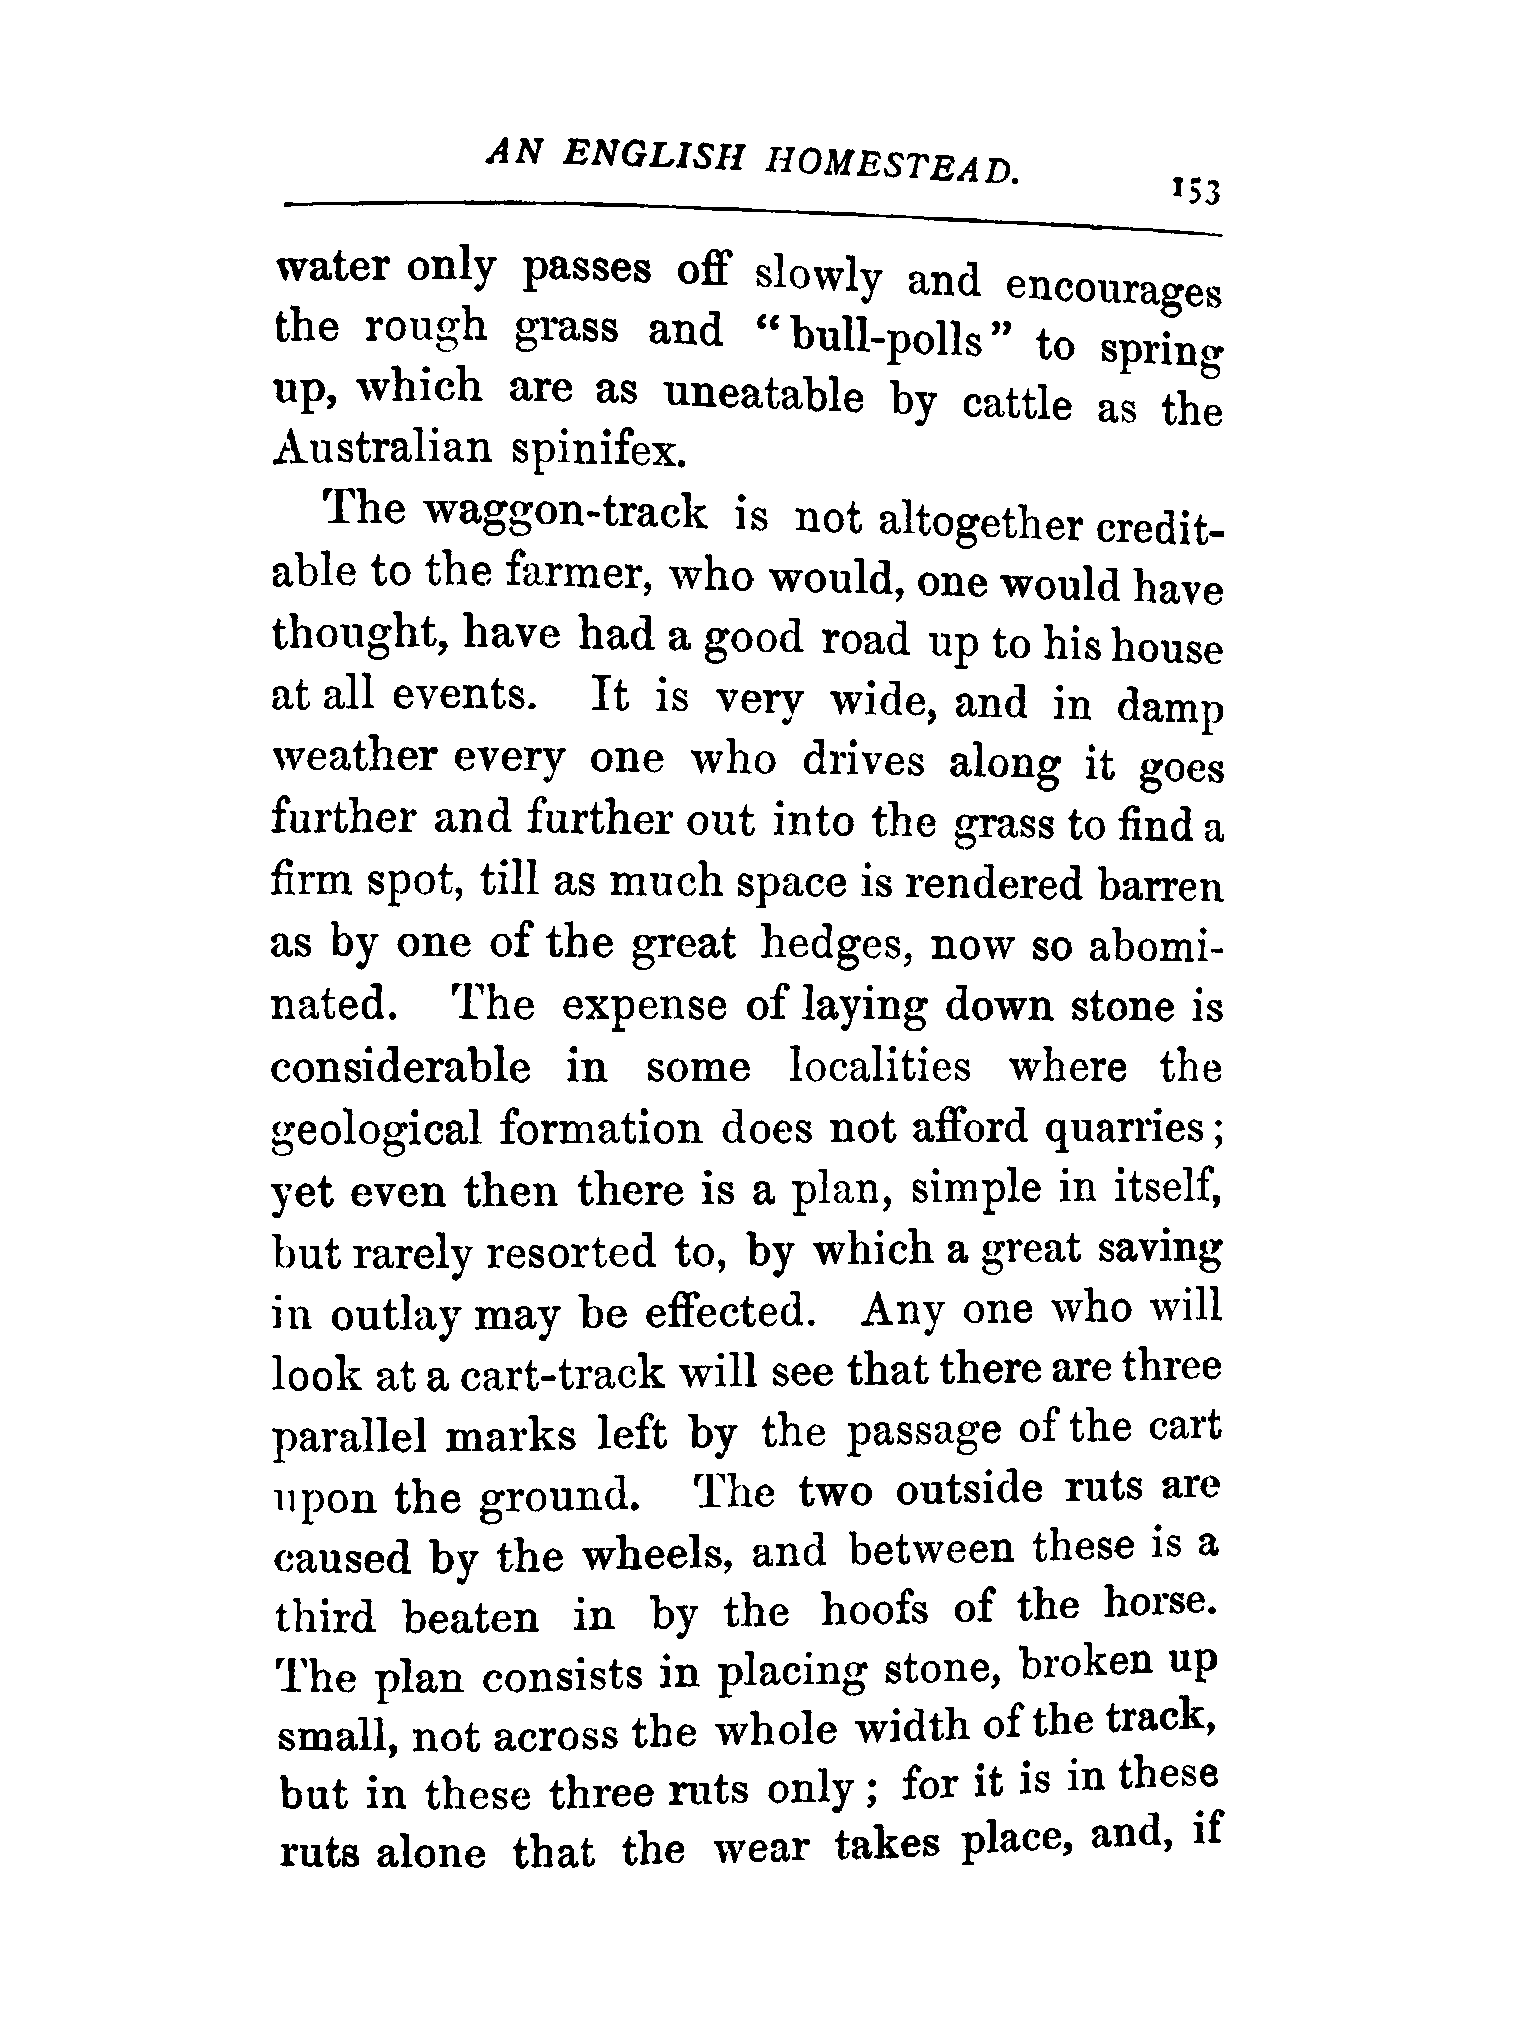 AN ENGLISH HOMESTEAD. 153
water only passes off slowly and encourages
the rough grass and “bull-polls” to spring
up, which are as uneatable by cattle as the
Australian spinifex.
The waggon-track is not altogether credit-
able to the farmer, who would, one would have
thought, have had a good road up to his house
at all events. It is very wide, and in damp
weather every one who drives along it goes
further and further out into the grass to find a
firm spot, till as much space is rendered barren
as by one of the great hedges, now so abomi-
nated. The expense of laying down stone is
considerable in some localities where the
geological formation does not afford quarries;
yet even then there is a plan, simple in itself,
but rarely resorted to, by which a great saving
in outlay may be effected. Any one who will
look at a cart-track will see that there are three
parallel marks left by the passage of the cart
upon the ground. The two outside ruts are
caused by the wheels, and between these is a
third beaten in by the hoofs of the horse.
The plan consists in placing stone, broken up
small, not across the whole width of the track,
but in these three ruts only; for it is in these
ruts alone that the wear takes place, and, if